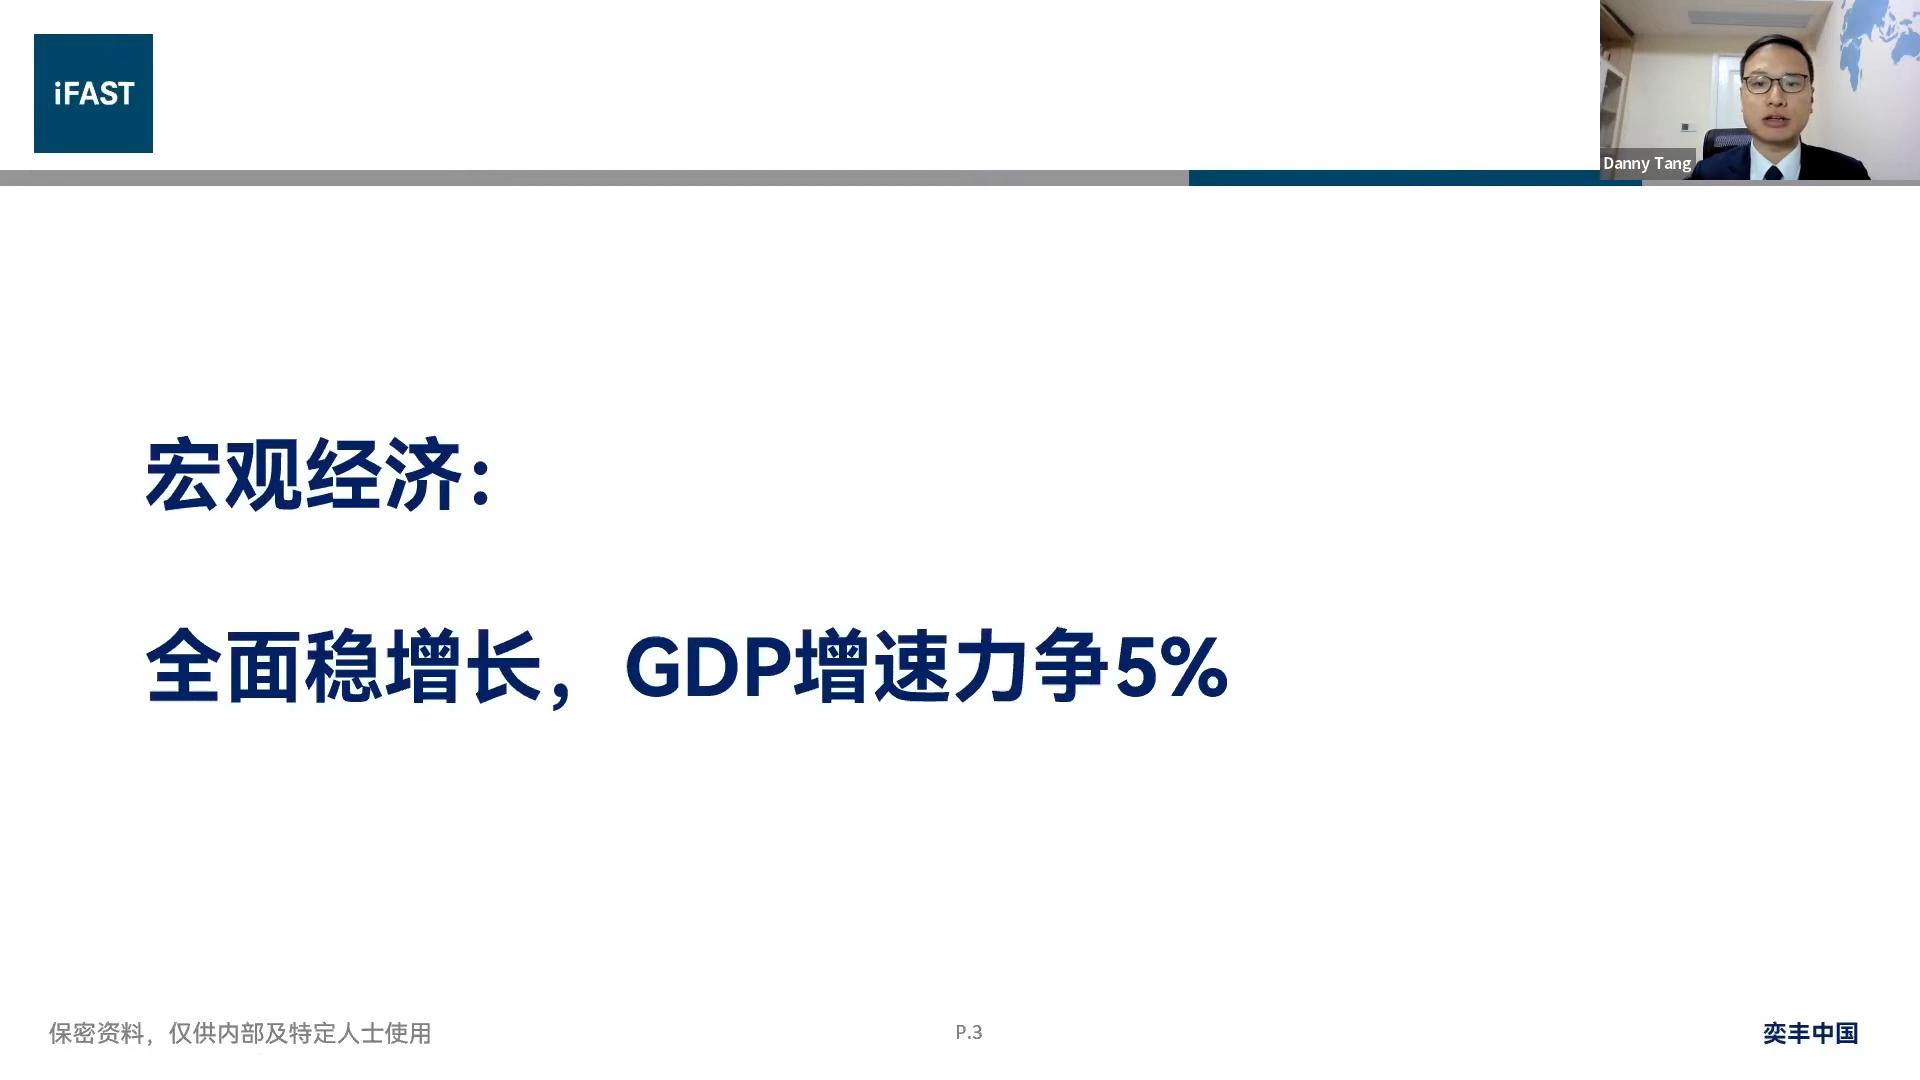 iFAST
Danny Tang
宏观经济：
全面稳增长，GDP增速力争5%
保密资料，仅供内部及特定人士使用
P.3
奕丰中国